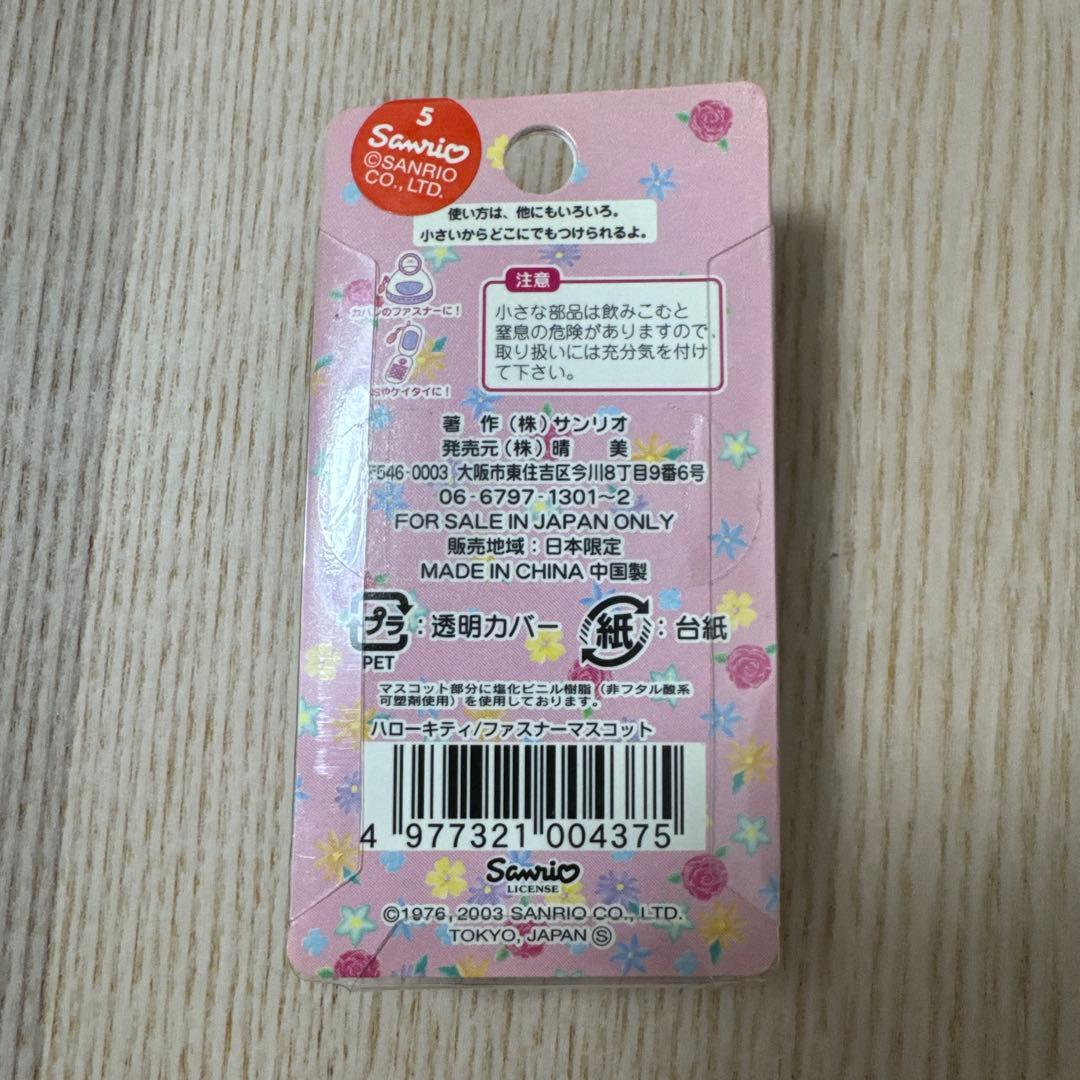 5
Sanrio
©SANRIO
CO., LTD.
使い方は、他にもいろいろ。
小さいからどこにでもつけられるよ。
カバンのファスナーに!
やケイタイに!
注意
小さな部品は飲みこむと
窒息の危険がありますので、
取り扱いには充分気を付け
て下さい。
著 作(株)サンリオ
発売元(株)晴 美
〒546-0003 大阪市東住吉区今川8丁目9番6号
06-6797-1301~2
FOR SALE IN JAPAN ONLY
販売地域:日本限定
MADE IN CHINA 中国製
プラ:透明カバー 紙:台紙
PET
マスコット部分に塩化ビニル樹脂(非フタル酸系
可塑剤使用)を使用しております。
ハローキティ/ファスナーマスコット
4 977321 004375
Sanrio
LICENSE
©1976, 2003 SANRIO CO., LTD.
TOKYO, JAPAN Ⓢ